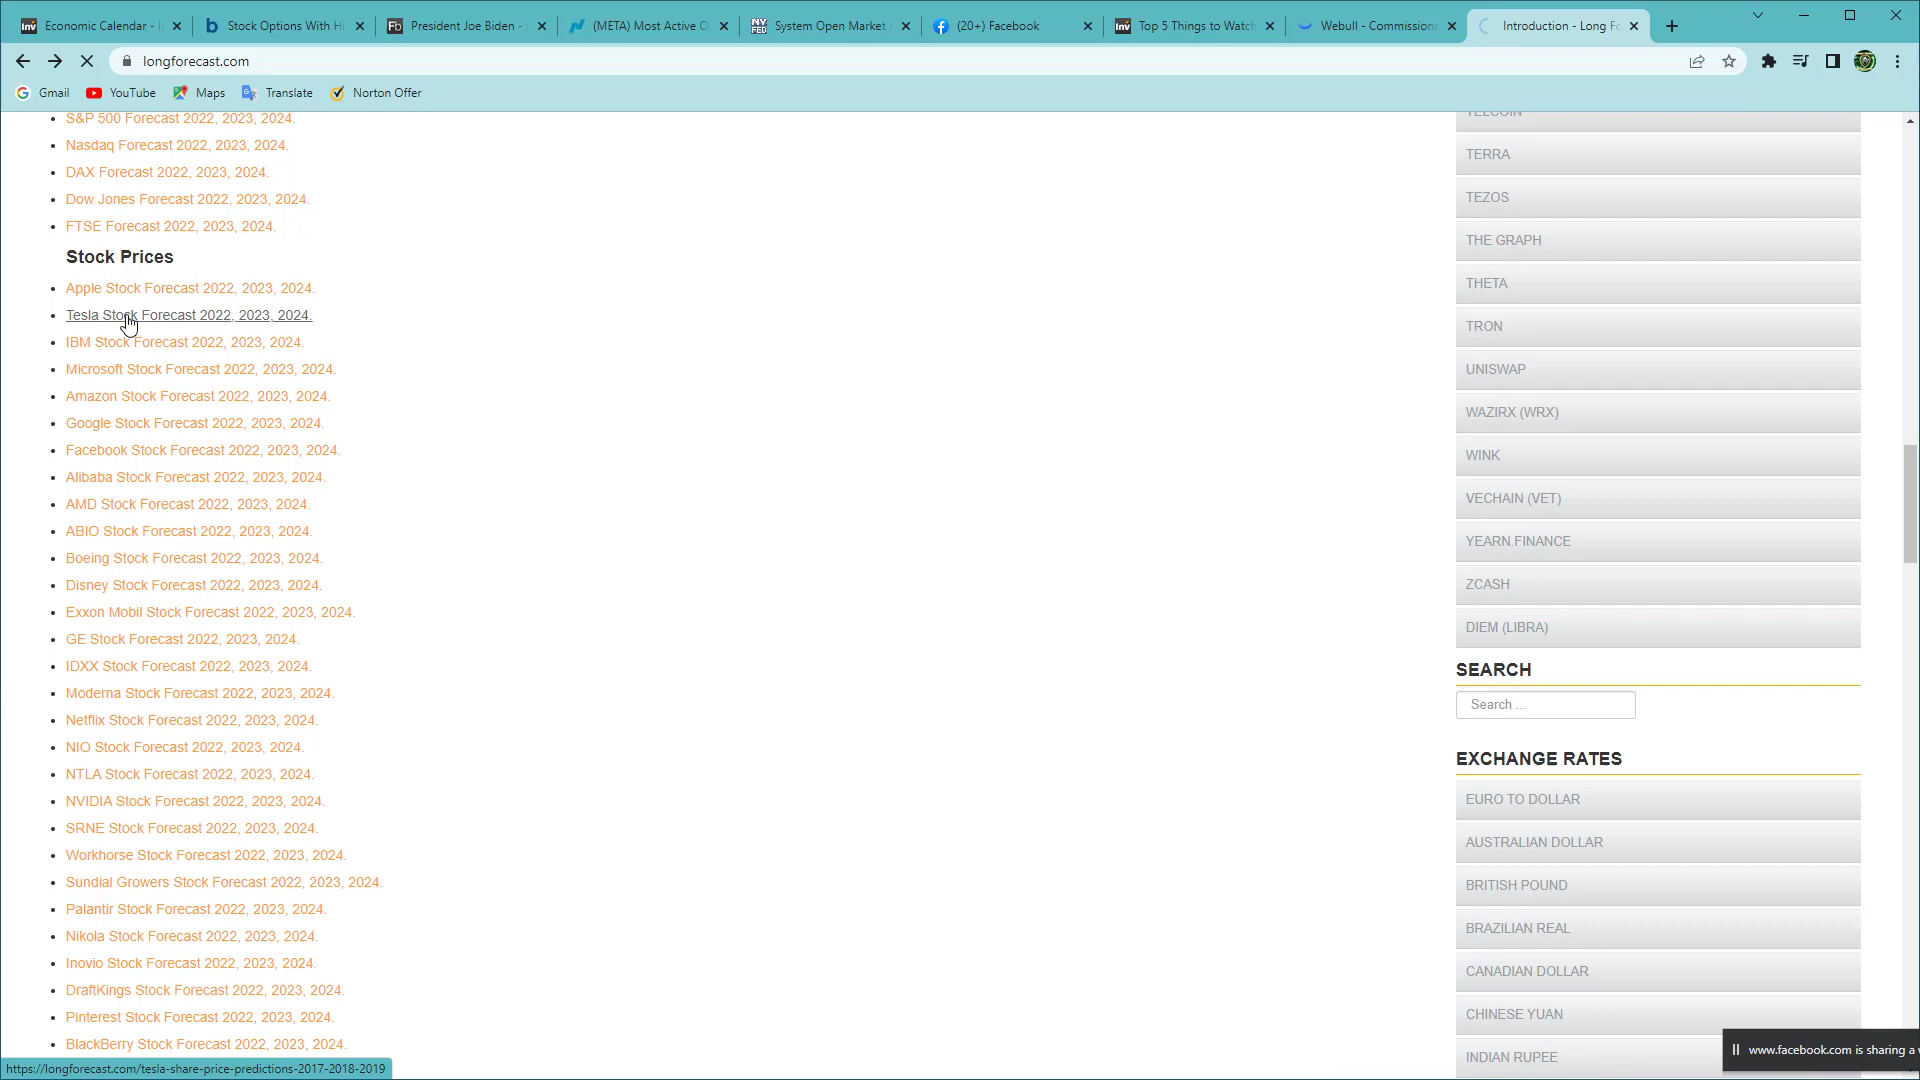 Economic Calendar - I
Stock Options With Hi
President Joe Biden -
(META) Most Active O
System Open Market
(20+) Facebook
Top 5 Things to Watch
Webull - Commissions
Introduction - Long Fo
longforecast.com
Gmail
YouTube
Maps
Translate
Norton Offer
S&P 500 Forecast 2022, 2023, 2024.
Nasdaq Forecast 2022, 2023, 2024.
DAX Forecast 2022, 2023, 2024.
Dow Jones Forecast 2022, 2023, 2024.
FTSE Forecast 2022, 2023, 2024.
Stock Prices
Apple Stock Forecast 2022, 2023, 2024.
Tesla Stock Forecast 2022, 2023, 2024.
IBM Stock Forecast 2022, 2023, 2024.
Microsoft Stock Forecast 2022, 2023, 2024.
Amazon Stock Forecast 2022, 2023, 2024.
Google Stock Forecast 2022, 2023, 2024.
Facebook Stock Forecast 2022, 2023, 2024.
Alibaba Stock Forecast 2022, 2023, 2024.
AMD Stock Forecast 2022, 2023, 2024.
ABIO Stock Forecast 2022, 2023, 2024.
Boeing Stock Forecast 2022, 2023, 2024.
Disney Stock Forecast 2022, 2023, 2024.
Exxon Mobil Stock Forecast 2022, 2023, 2024.
GE Stock Forecast 2022, 2023, 2024.
IDXX Stock Forecast 2022, 2023, 2024.
Moderna Stock Forecast 2022, 2023, 2024.
Netflix Stock Forecast 2022, 2023, 2024.
NIO Stock Forecast 2022, 2023, 2024.
NTLA Stock Forecast 2022, 2023, 2024.
NVIDIA Stock Forecast 2022, 2023, 2024.
SRNE Stock Forecast 2022, 2023, 2024.
Workhorse Stock Forecast 2022, 2023, 2024.
Sundial Growers Stock Forecast 2022, 2023, 2024.
Palantir Stock Forecast 2022, 2023, 2024.
Nikola Stock Forecast 2022, 2023, 2024.
Inovio Stock Forecast 2022, 2023, 2024.
DraftKings Stock Forecast 2022, 2023, 2024.
Pinterest Stock Forecast 2022, 2023, 2024.
BlackBerry Stock Forecast 2022, 2023, 2024.
https://longforecast.com/tesla-share-price-predictions-2017-2018-2019
TELCOIN
TERRA
TEZOS
THE GRAPH
THETA
TRON
UNISWAP
WAZIRX (WRX)
WINK
VECHAIN (VET)
YEARN.FINANCE
ZCASH
DIEM (LIBRA)
SEARCH
Search ...
EXCHANGE RATES
EURO TO DOLLAR
AUSTRALIAN DOLLAR
BRITISH POUND
BRAZILIAN REAL
CANADIAN DOLLAR
CHINESE YUAN
INDIAN RUPEE
www.facebook.com is sharing a